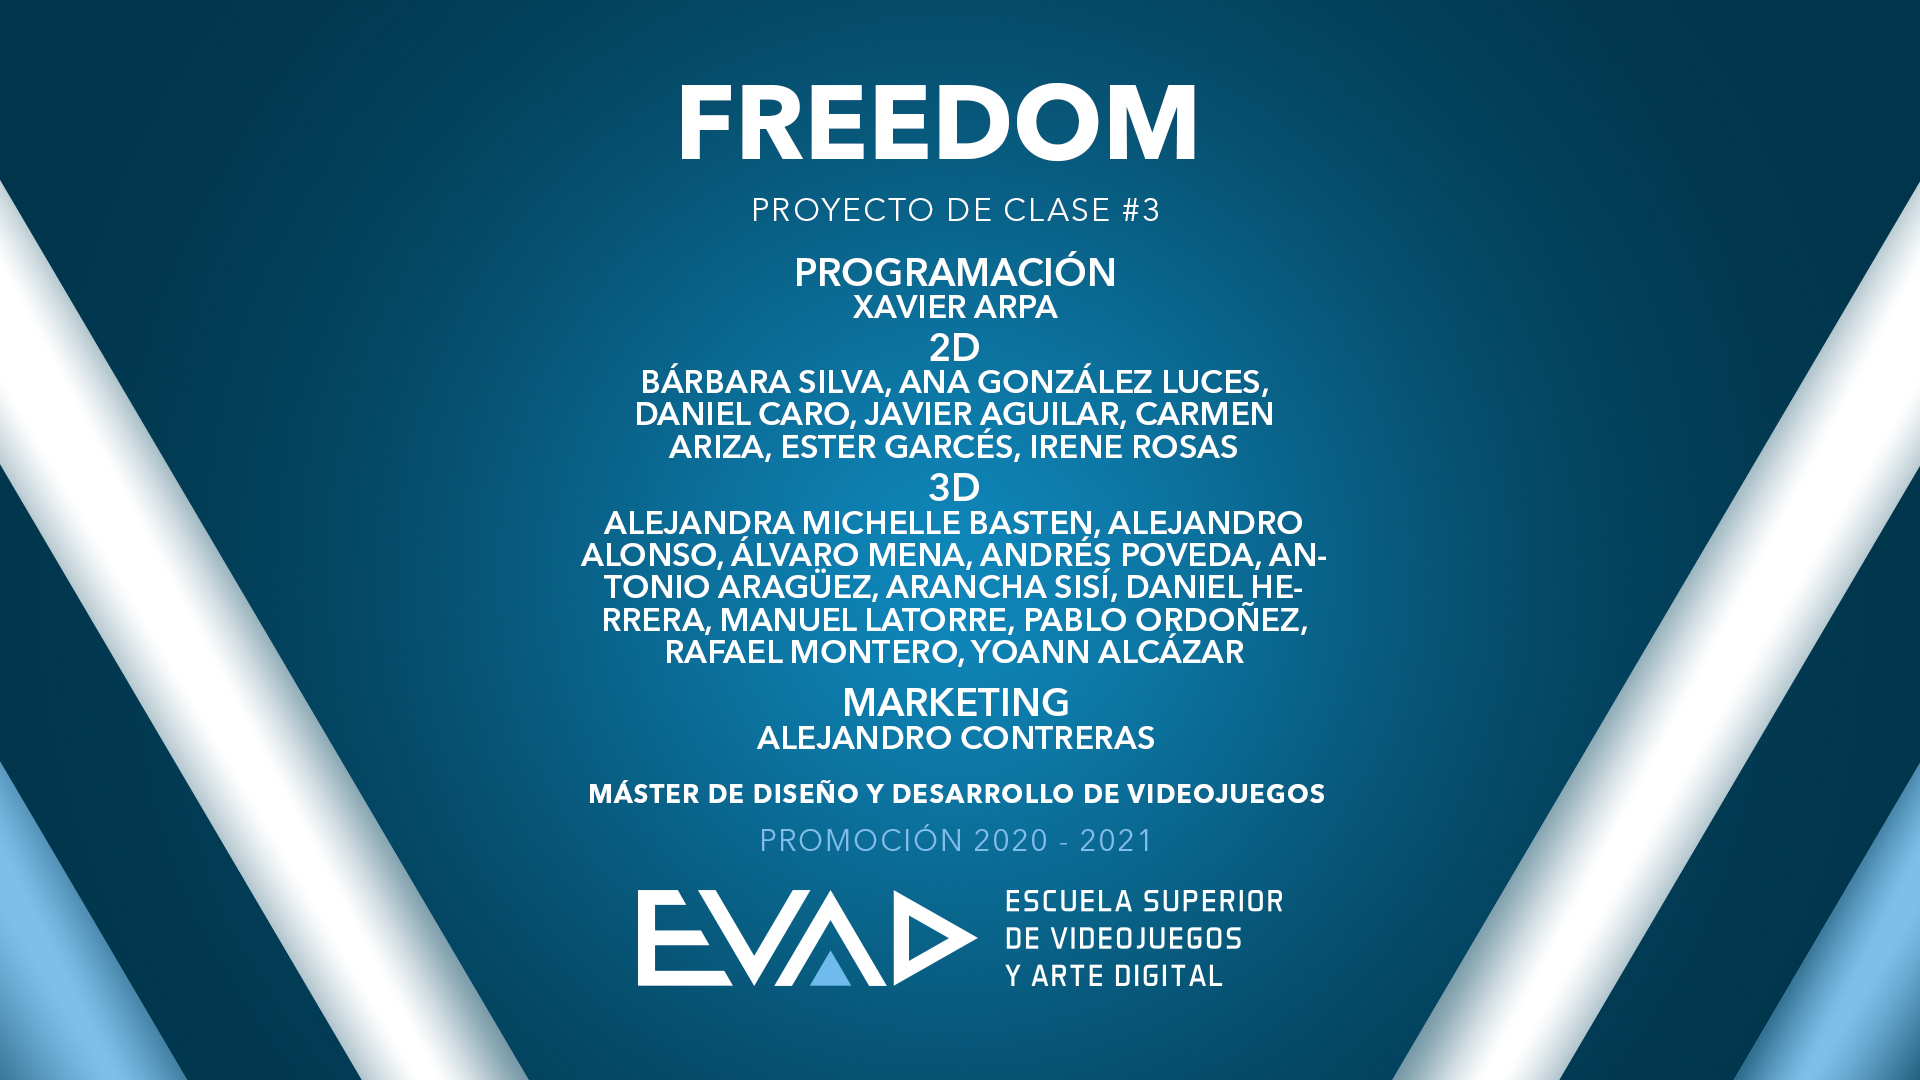 FREEDOM
PROYECTO DE CLASE #3
PROGRAMACIÓN
XAVIER ARPA
2D
BÁRBARA SILVA, ANA GONZÁLEZ LUCES,
DANIEL CARO, JAVIER AGUILAR, CARMEN
ARIZA, ESTER GARCÉS, IRENE ROSAS
3D
ALEJANDRA MICHELLE BASTEN, ALEJANDRO
ALONSO, ÁLVARO MENA, ANDRÉS POVEDA, AN-
TONIO ARAGÜEZ, ARANCHA SISÍ, DANIEL HE-
RRERA, MANUEL LATORRE, PABLO ORDOÑEZ,
RAFAEL MONTERO, YOANN ALCÁZAR
MARKETING
ALEJANDRO CONTRERAS
MÁSTER DE DISEÑO Y DESARROLLO DE VIDEOJUEGOS
PROMOCIÓN 2020 - 2021
EVAD
ESCUELA SUPERIOR
DE VIDEOJUEGOS
Y ARTE DIGITAL